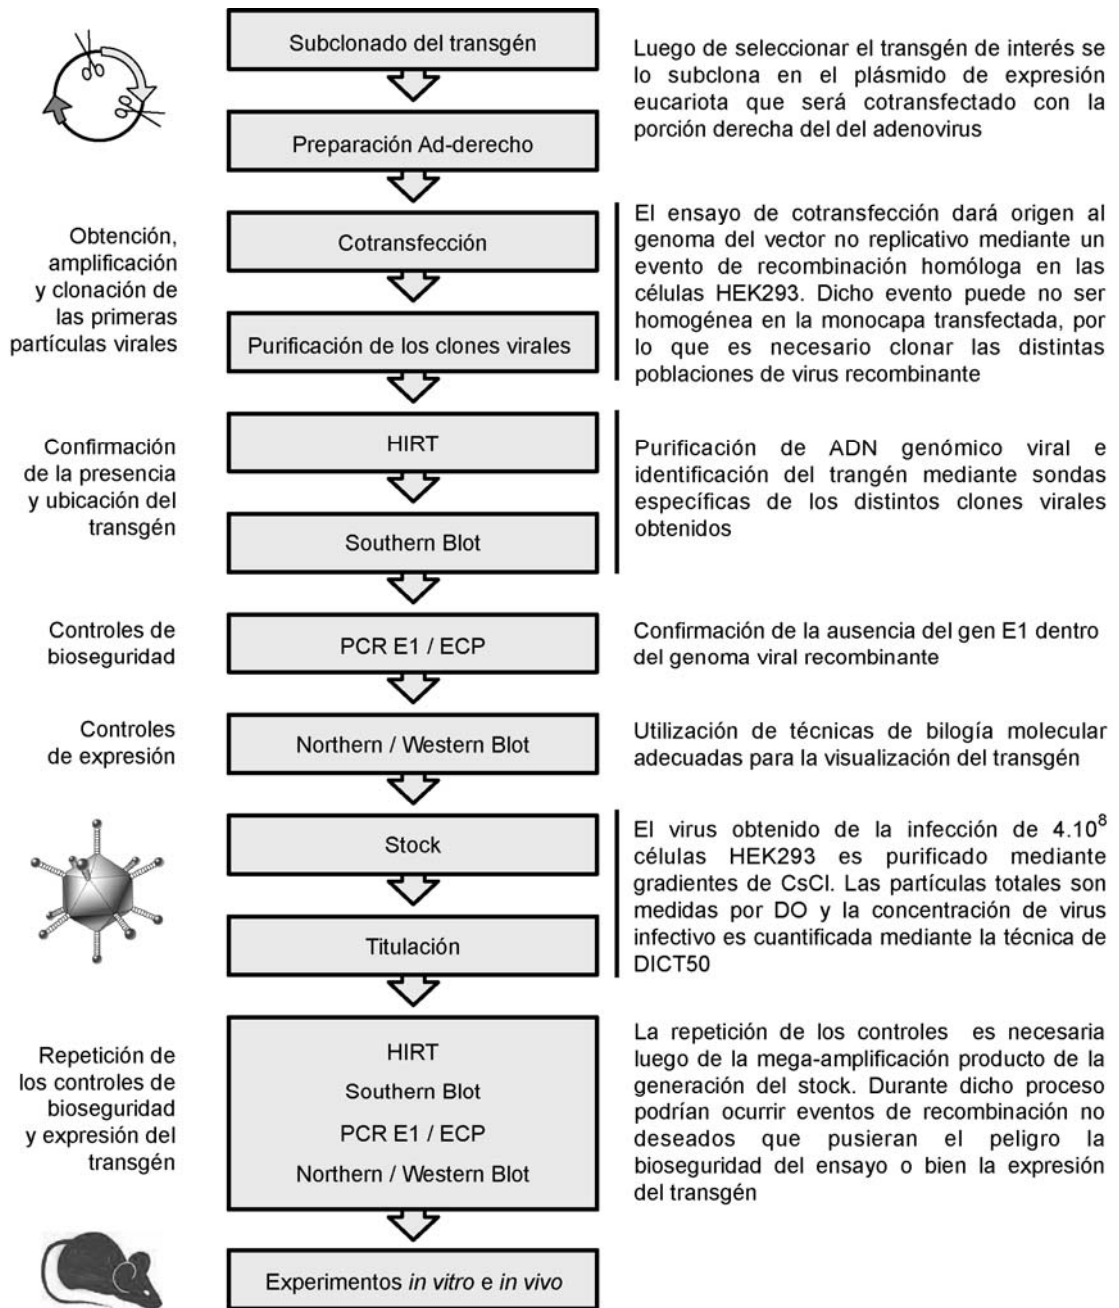 Subclonado del transgén
Luego de seleccionar el transgén de interés se
lo subclona en el plásmido de expresión
eucariota que será cotransfectado con la
porción derecha del del adenovirus
Preparación Ad-derecho
Obtención,
amplificación
y clonación de
las primeras
partículas virales
Cotransfección
Purificación de los clones virales
El ensayo de cotransfección dará origen al
genoma del vector no replicativo mediante un
evento de recombinación homóloga en las
células HEK293. Dicho evento puede no ser
homogénea en la monocapa transfectada, por
lo que es necesario clonar las distintas
poblaciones de virus recombinante
Confirmación
de la presencia
y ubicación del
transgén
HIRT
Southern Blot
Purificación de ADN genómico viral e
identificación del trangén mediante sondas
específicas de los distintos clones virales
obtenidos
Controles de
bioseguridad
PCR E1 / ECP
Confirmación de la ausencia del gen E1 dentro
del genoma viral recombinante
Controles
de expresión
Northern / Western Blot
Utilización de técnicas de bilogía molecular
adecuadas para la visualización del transgén
Stock
Titulación
El virus obtenido de la infección de 4.10⁸
células HEK293 es purificado mediante
gradientes de CsCl. Las partículas totales son
medidas por DO y la concentración de virus
infectivo es cuantificada mediante la técnica de
DICT50
Repetición de
los controles de
bioseguridad
y expresión del
transgén
HIRT
Southern Blot
PCR E1 / ECP
Northern / Western Blot
La repetición de los controles es necesaria
luego de la mega-amplificación producto de la
generación del stock. Durante dicho proceso
podrían ocurrir eventos de recombinación no
deseados que pusieran el peligro la
bioseguridad del ensayo o bien la expresión
del transgén
Experimentos in vitro e in vivo